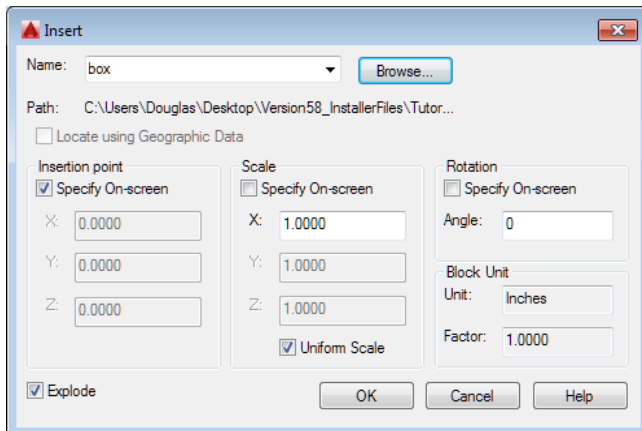 Insert
Name: box Browse...
Path: C:\Users\Douglas\Desktop\Version58_InstallerFiles\Tutor...
Locate using Geographic Data
Insertion point
Specify On-screen
X: 0.0000
Y: 0.0000
Z: 0.0000
Scale
Specify On-screen
X: 1.0000
Y: 1.0000
Z: 1.0000
Uniform Scale
Rotation
Specify On-screen
Angle: 0
Block Unit
Unit: Inches
Factor: 1.0000
Explode
OK Cancel Help